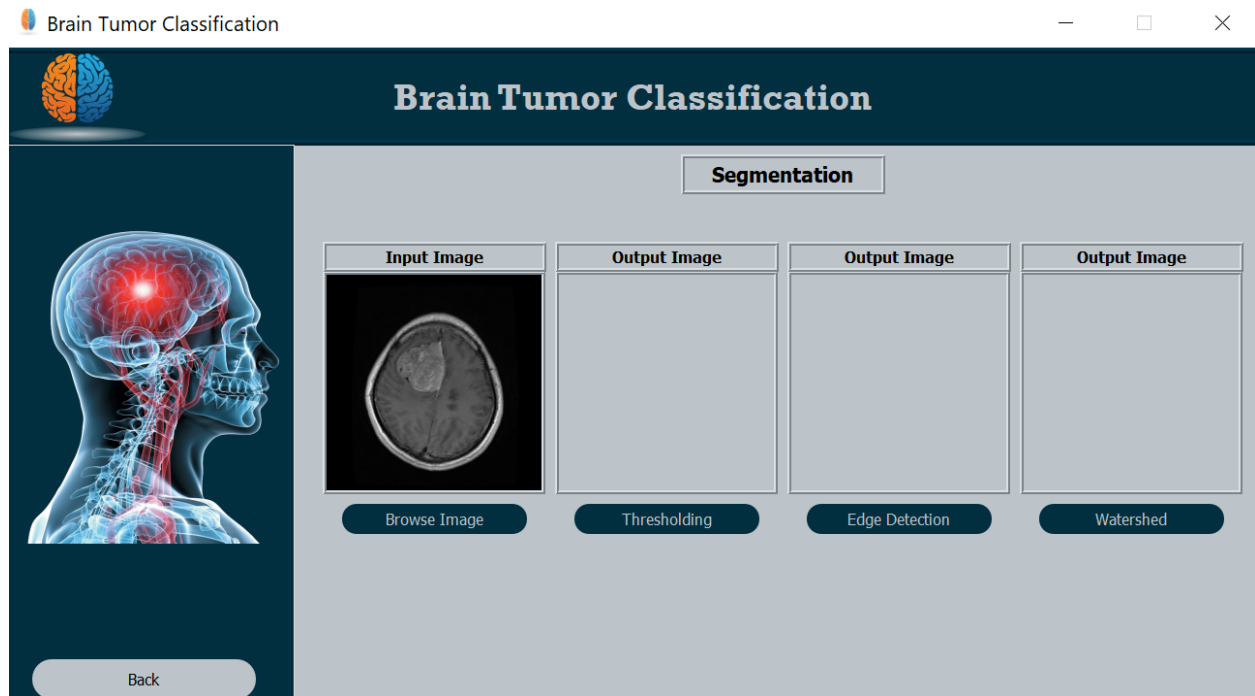 Brain Tumor Classification
Brain Tumor Classification
Segmentation
Input Image
Output Image
Output Image
Output Image
Browse Image
Thresholding
Edge Detection
Watershed
Back